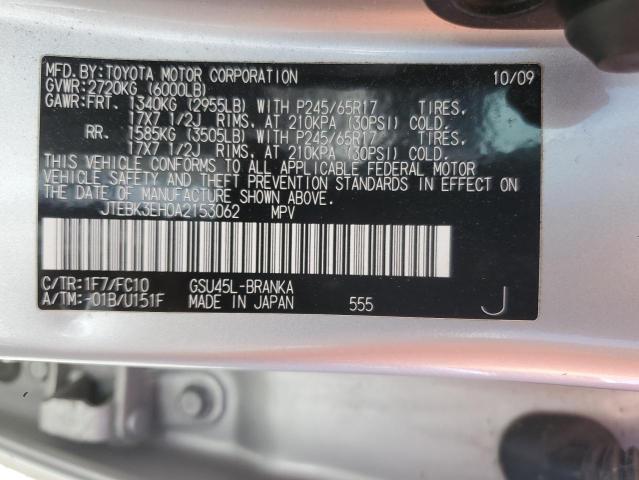 MFD.BY:TOYOTA MOTOR CORPORATION 10/09
GVWR:2720KG (6000LB)
GAWR:FRT. 1340KG (2955LB) WITH P245/65R17 TIRES,
17X7 1/2J RIMS, AT 210KPA (30PSI) COLD.
RR. 1585KG (3505LB) WITH P245/65R17 TIRES,
17X7 1/2J RIMS, AT 210KPA (30PSI) COLD.
THIS VEHICLE CONFORMS TO ALL APPLICABLE FEDERAL MOTOR
VEHICLE SAFETY AND THEFT PREVENTION STANDARDS IN EFFECT
ON THE DATE OF MANUFACTURE SHOWN ABOVE.
JTEBK3EH0A2153062 MPV
C/TR:1F7/FC10 GSU45L-BRANKA
A/TM:-01B/U151F MADE IN JAPAN 555 J